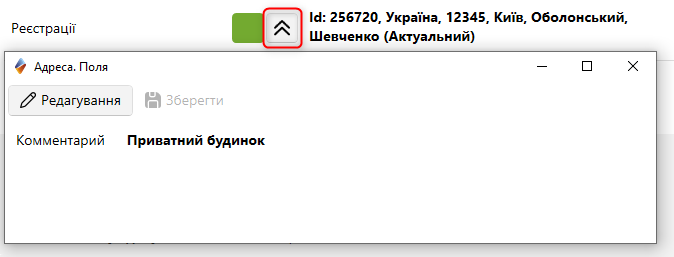 Реєстрації
Id: 256720, Україна, 12345, Київ, Оболонський,
Шевченко (Актуальний)
Адреса. Поля
Редагування Зберегти
Комментарий Приватний будинок